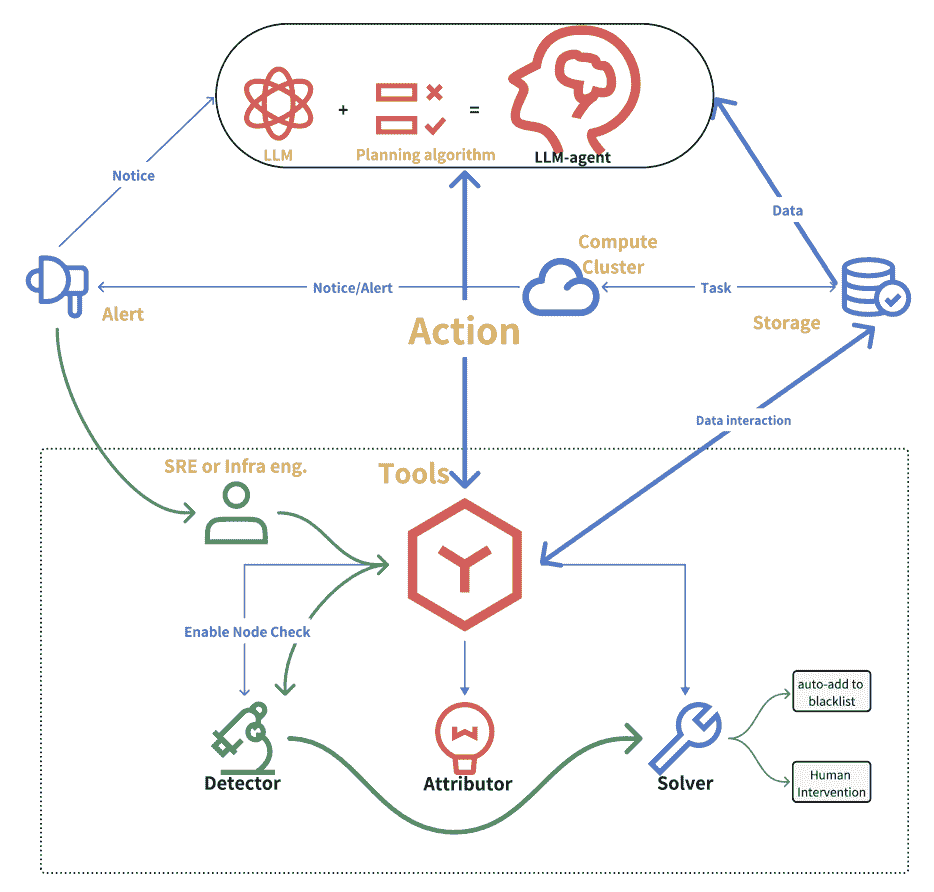 +
=
LLM
Planning algorithm
LLM-agent
Notice
Data
Compute
Cluster
Notice/Alert
Task
Alert
Storage
Action
Data interaction
SRE or Infra eng.
Tools
Enable Node Check
auto-add to
blacklist
Human
Intervention
Detector
Attributor
Solver